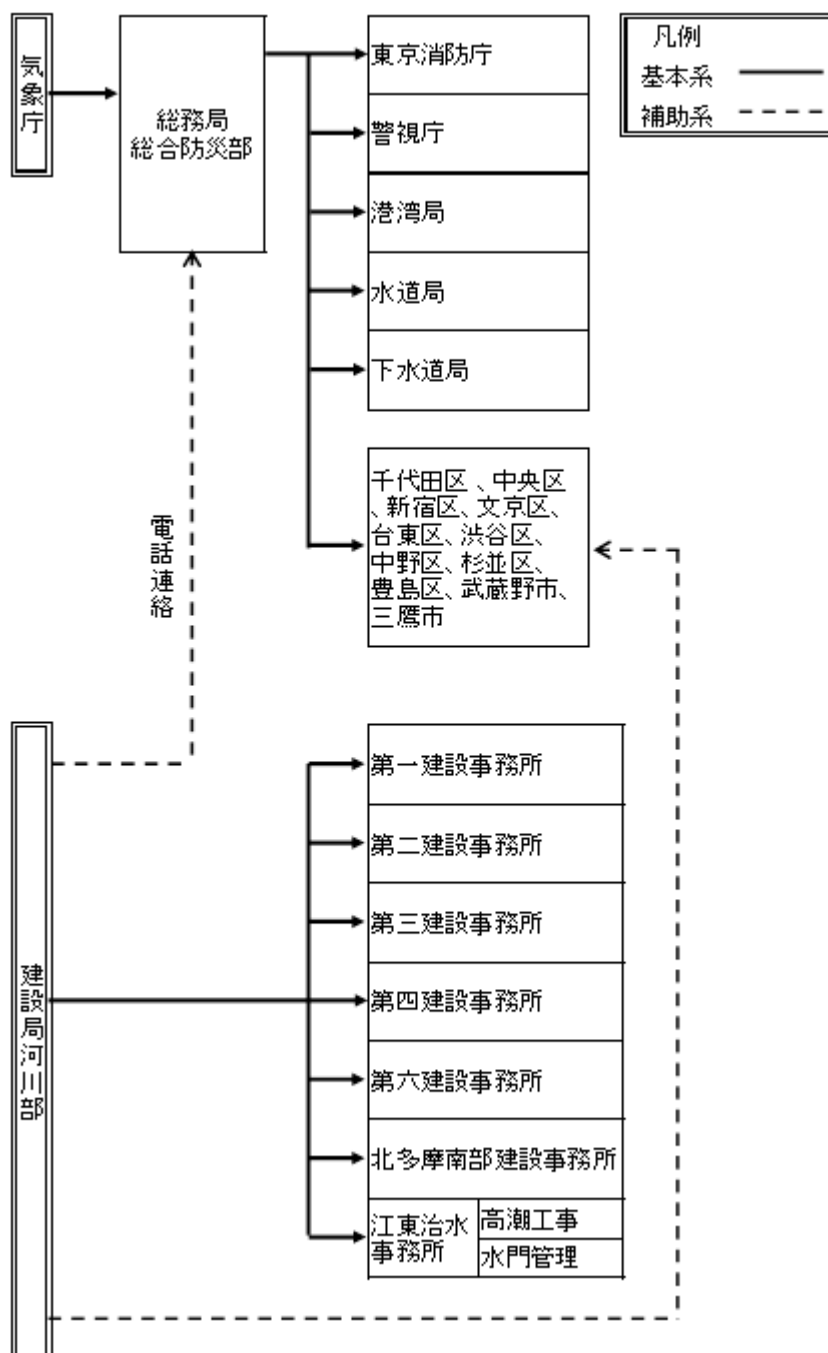 気象庁
総務局
総合防災部
東京消防庁
警視庁
港湾局
水道局
下水道局
千代田区、中央区
、新宿区、文京区、
台東区、渋谷区、
中野区、杉並区、
豊島区、武蔵野市、
三鷹市
凡例
基本系
補助系
電話連絡
建設局河川部
第一建設事務所
第二建設事務所
第三建設事務所
第四建設事務所
第六建設事務所
北多摩南部建設事務所
江東治水
事務所
高潮工事
水門管理